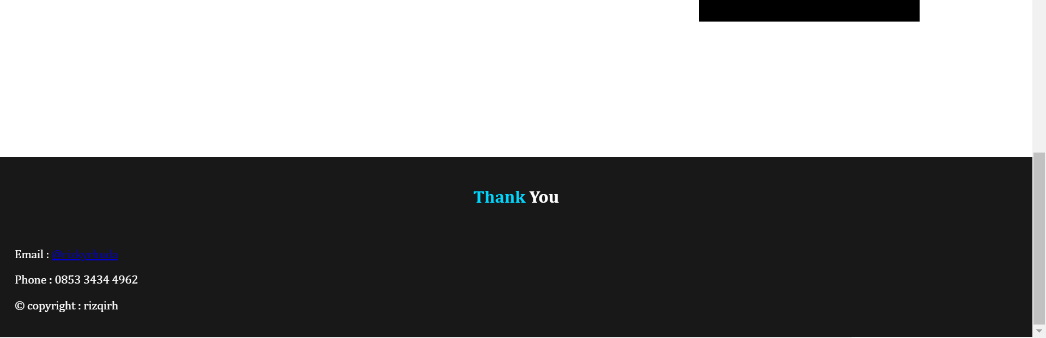 Thank You
Email :
Phone : 0853 3434 4962
© copyright : rizqirh